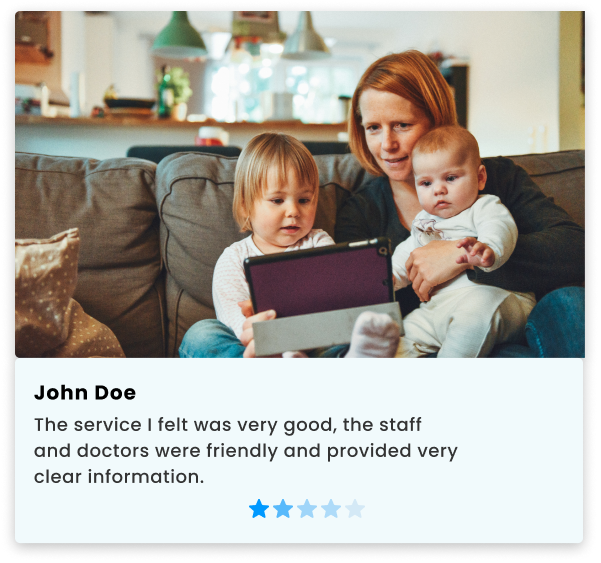 John Doe
The service I felt was very good, the staff
and doctors were friendly and provided very
clear information.